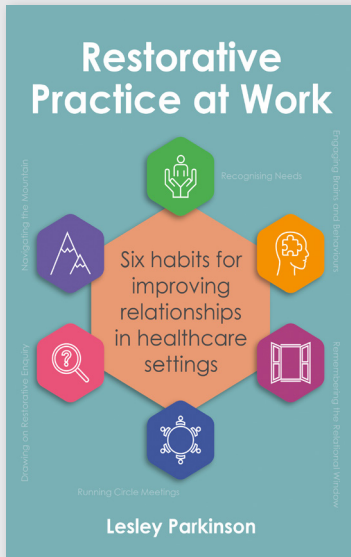 Restorative
Practice at Work
Recognising Needs
Engaging Brains and Behaviours
Navigating the Mountain
Six habits for
improving
relationships
in healthcare
settings
Drawing on Restorative Enquiry
Remembering the Relational Window
Running Circle Meetings
Lesley Parkinson